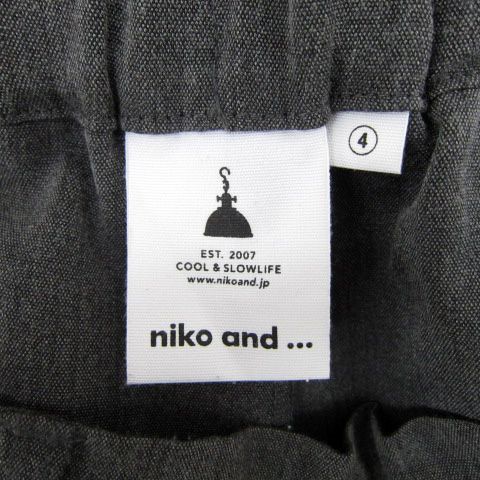 ④
EST. 2007
COOL & SLOWLIFE
www.nikoand.jp
niko and ...